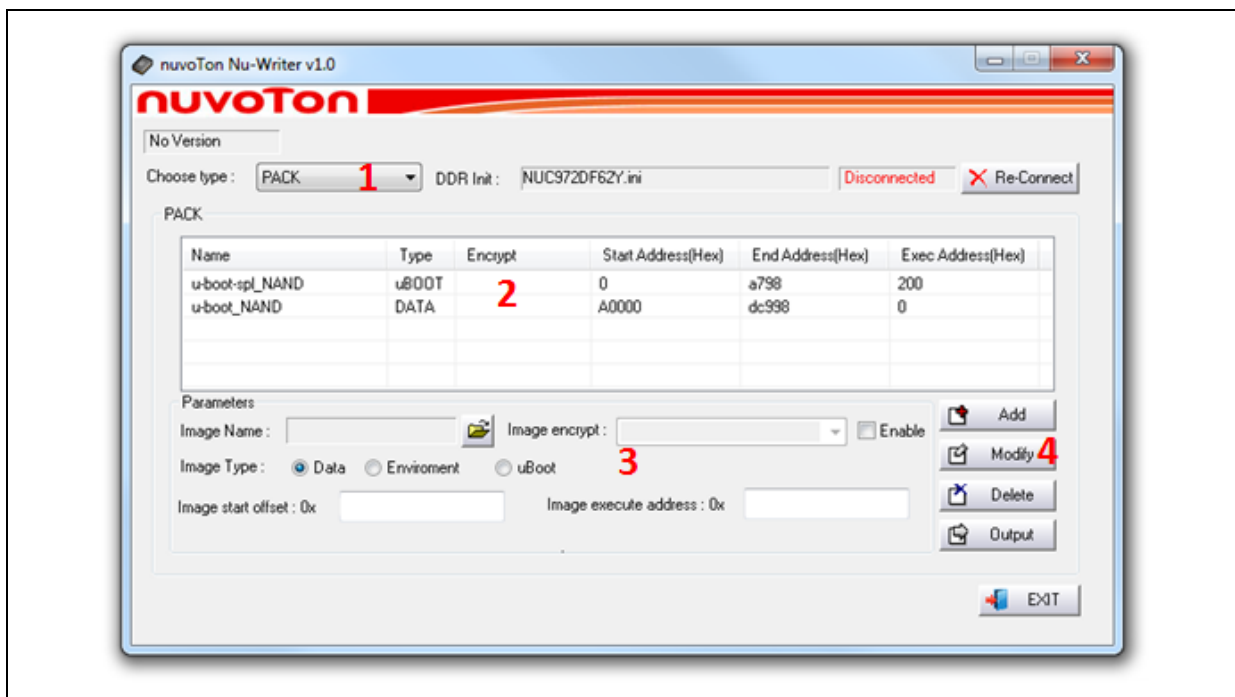 nuvoTon Nu-Writer v1.0
nuvoTon
No Version
Choose type : PACK 1 DDR Init : NUC972DF62Y.ini Disconnected Re-Connect
PACK
Name Type Encrypt Start Address(Hex) End Address(Hex) Exec Address(Hex)
u-boot-spl_NAND uBOOT 0 a798 200
2
u-boot_NAND DATA A0000 dc998 0
Parameters
Image Name : Image encrypt : Enable Add
Image Type : Data Enviroment uBoot 3 Modify 4
Image start offset : 0x Image execute address : 0x Delete
Output
EXIT